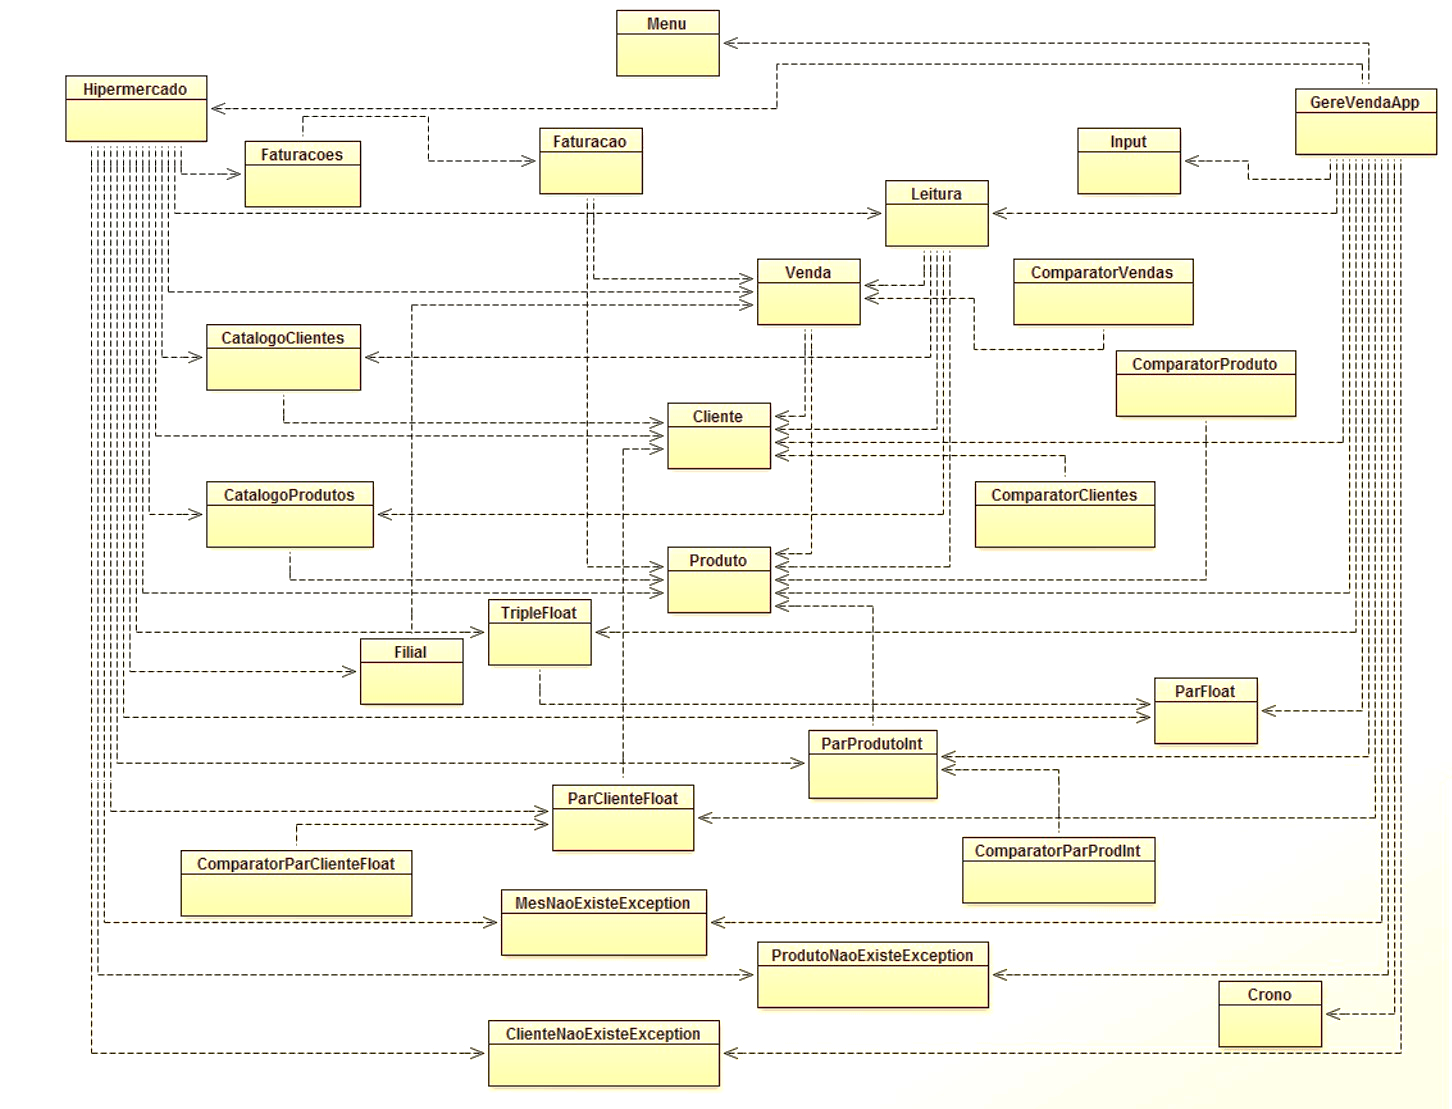 Menu
Hipermercado
GereVendaApp
Faturacao
Input
Faturacoes
Leitura
Venda
ComparatorVendas
CatalogoClientes
ComparatorProduto
Cliente
CatalogoProdutos
ComparatorClientes
Produto
TripleFloat
Filial
ParFloat
ParProdutoInt
ParClienteFloat
ComparatorParProdInt
ComparatorParClienteFloat
MesNaoExisteException
ProdutoNaoExisteException
Crono
ClienteNaoExisteException